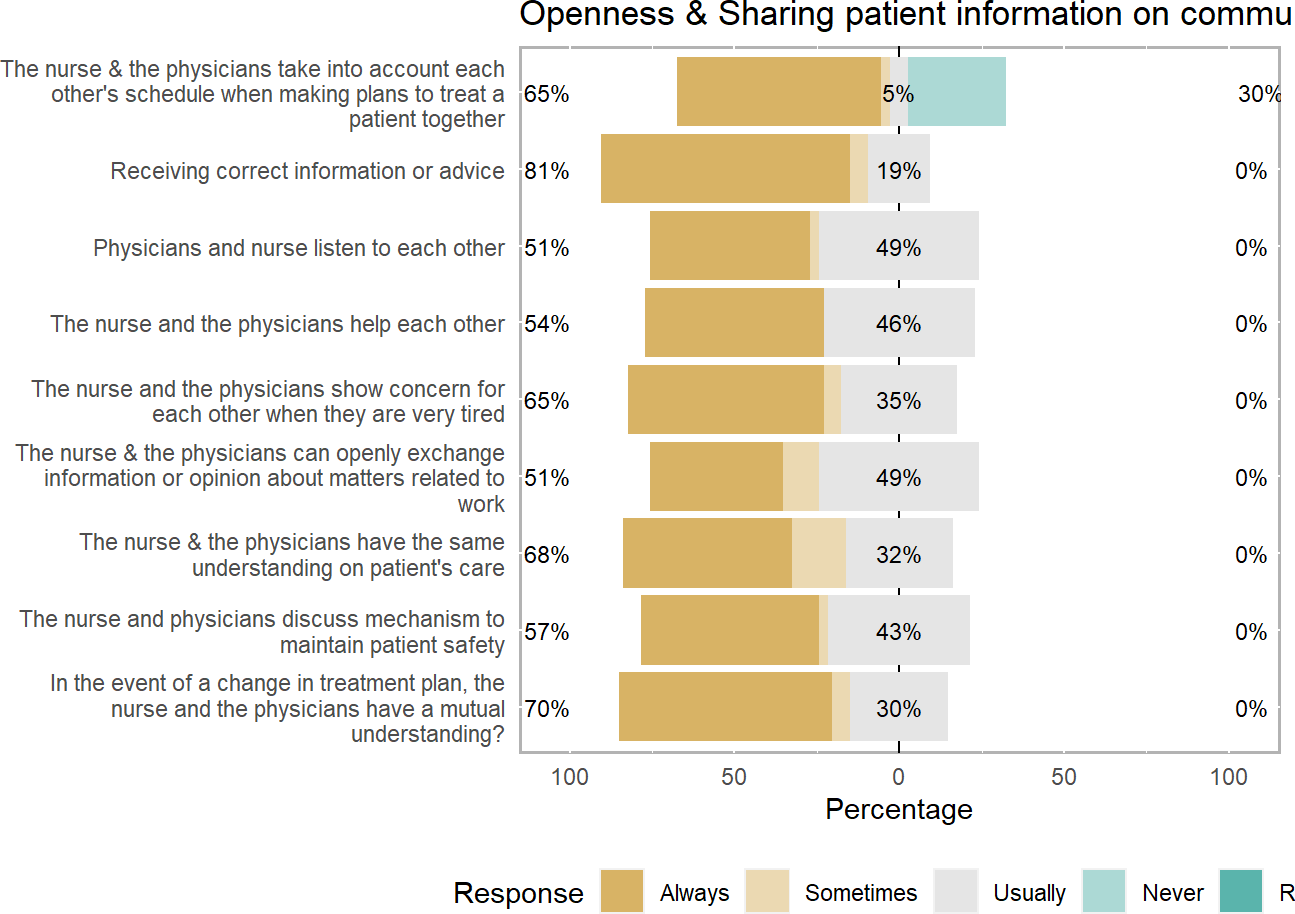 Openness & Sharing patient information on commu
The nurse & the physicians take into account each
other's schedule when making plans to treat a
patient together
65%
5%
30%
Receiving correct information or advice
81%
19%
0%
Physicians and nurse listen to each other
51%
49%
0%
The nurse and the physicians help each other
54%
46%
0%
The nurse and the physicians show concern for
each other when they are very tired
65%
35%
0%
The nurse & the physicians can openly exchange
information or opinion about matters related to
work
51%
49%
0%
The nurse & the physicians have the same
understanding on patient's care
68%
32%
0%
The nurse and physicians discuss mechanism to
maintain patient safety
57%
43%
0%
In the event of a change in treatment plan, the
nurse and the physicians have a mutual
understanding?
70%
30%
0%
100 50 0 50 100
Percentage
Response Always Sometimes Usually Never R